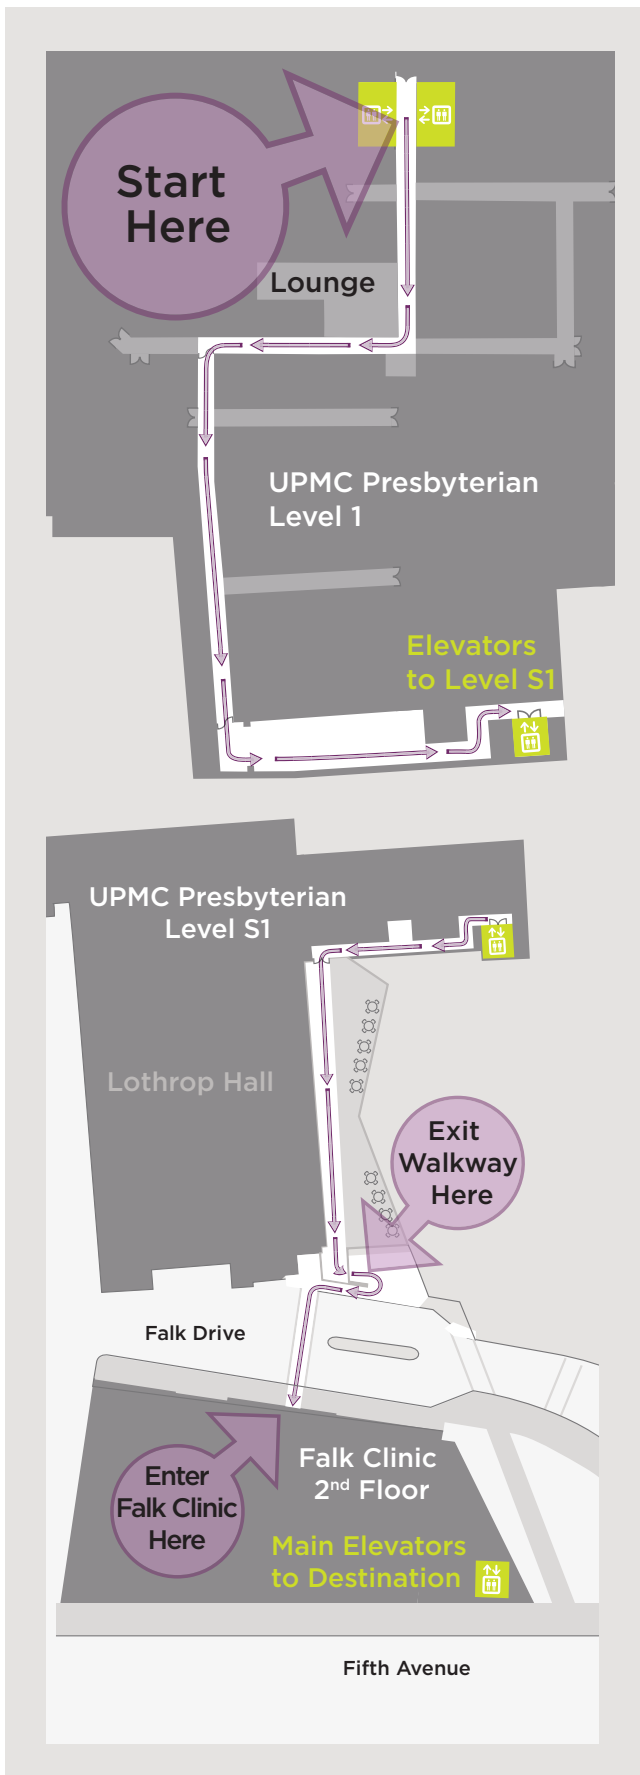 Start
Here
Lounge
UPMC Presbyterian
Level 1
Elevators
to Level S1
UPMC Presbyterian
Level S1
Lothrop Hall
Exit
Walkway
Here
Falk Drive
Enter
Falk Clinic
Here
Falk Clinic
2nd Floor
Main Elevators
to Destination
Fifth Avenue